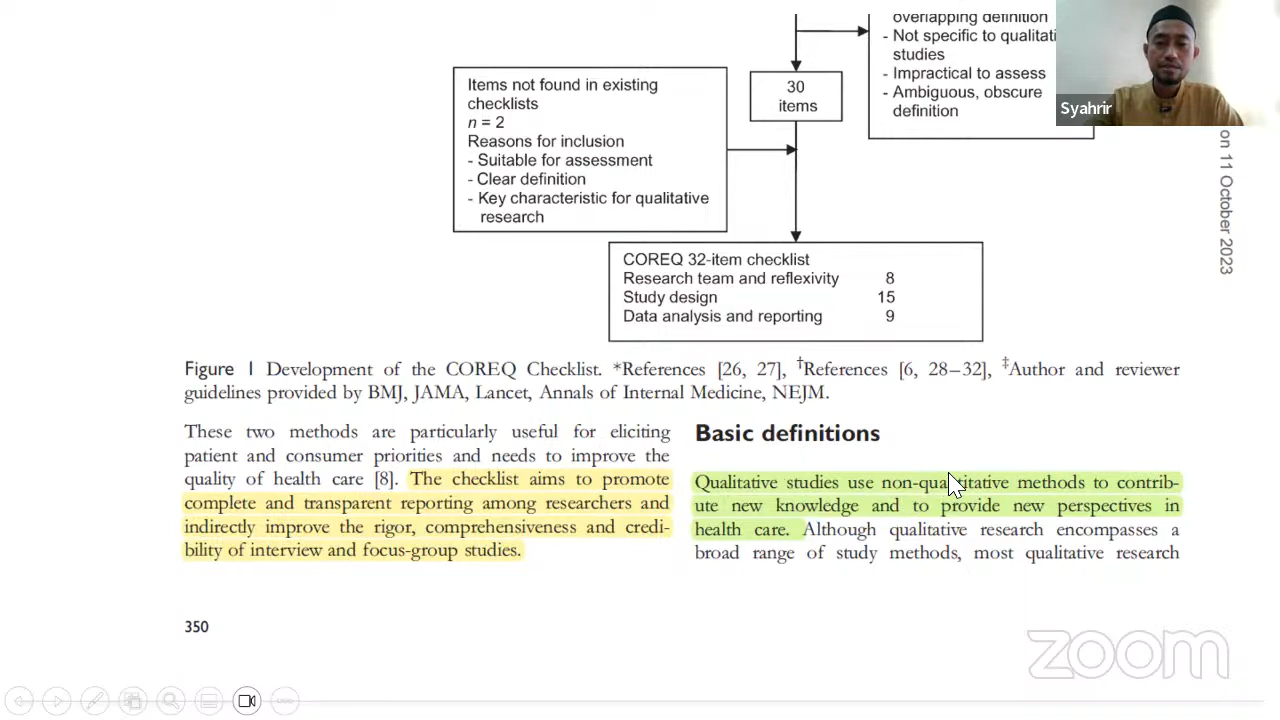 overlapping definition
- Not specific to qualitati
studies
- Impractical to assess
- Ambiguous, obscure
definition
Syahrir
30
items
Items not found in existing
checklists
n = 2
Reasons for inclusion
- Suitable for assessment
- Clear definition
- Key characteristic for qualitative
research
on 11 October 2023
COREQ 32-item checklist
Research team and reflexivity 8
Study design 15
Data analysis and reporting 9
Figure 1 Development of the COREQ Checklist. *References [26, 27], †References [6, 28–32], ‡Author and reviewer
guidelines provided by BMJ, JAMA, Lancet, Annals of Internal Medicine, NEJM.
These two methods are particularly useful for eliciting
patient and consumer priorities and needs to improve the
quality of health care [8]. The checklist aims to promote
complete and transparent reporting among researchers and
indirectly improve the rigor, comprehensiveness and credi-
bility of interview and focus-group studies.
Basic definitions
Qualitative studies use non-quantitative methods to contrib-
ute new knowledge and to provide new perspectives in
health care. Although qualitative research encompasses a
broad range of study methods, most qualitative research
350
zoom